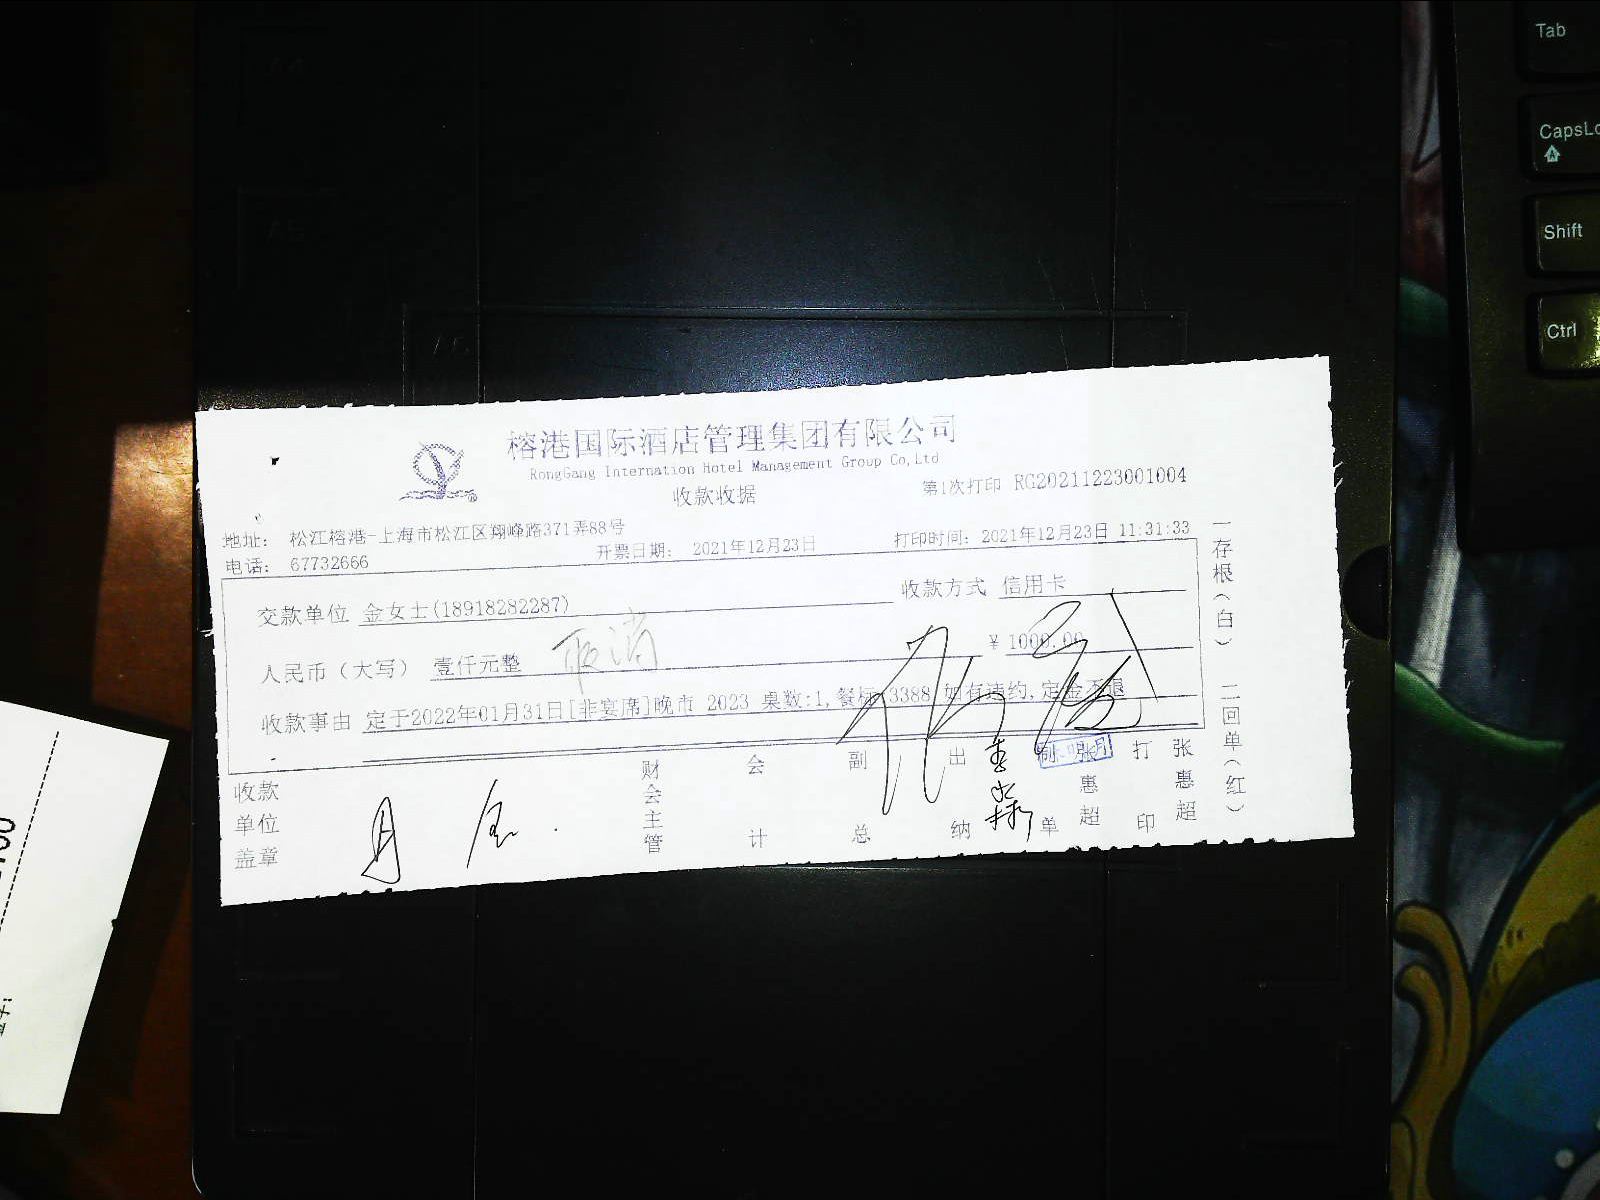 榕港国际酒店管理集团有限公司
RongGang Internation Hotel Management Group Co,Ltd
收款收据
第1次打印 RG20211223001004
地址： 松江榕港-上海市松江区翔峰路371弄88号
电话： 67732666
开票日期： 2021年12月23日
打印时间：2021年12月23日 11:31:33
交款单位 金女士(18918282287)
收款方式 信用卡
人民币（大写） 壹仟元整
取消
¥ 1000.00
收款事由 定于2022年01月31日[非宴席]晚市 2023 桌数:1,餐标:3388,如有违约,定金不退
收款单位盖章
财会主管
会计
副总
出纳
制单 张惠超
打印 张惠超
一存根（白）
二回单（红）
Tab
CapsLo
Shift
Ctrl